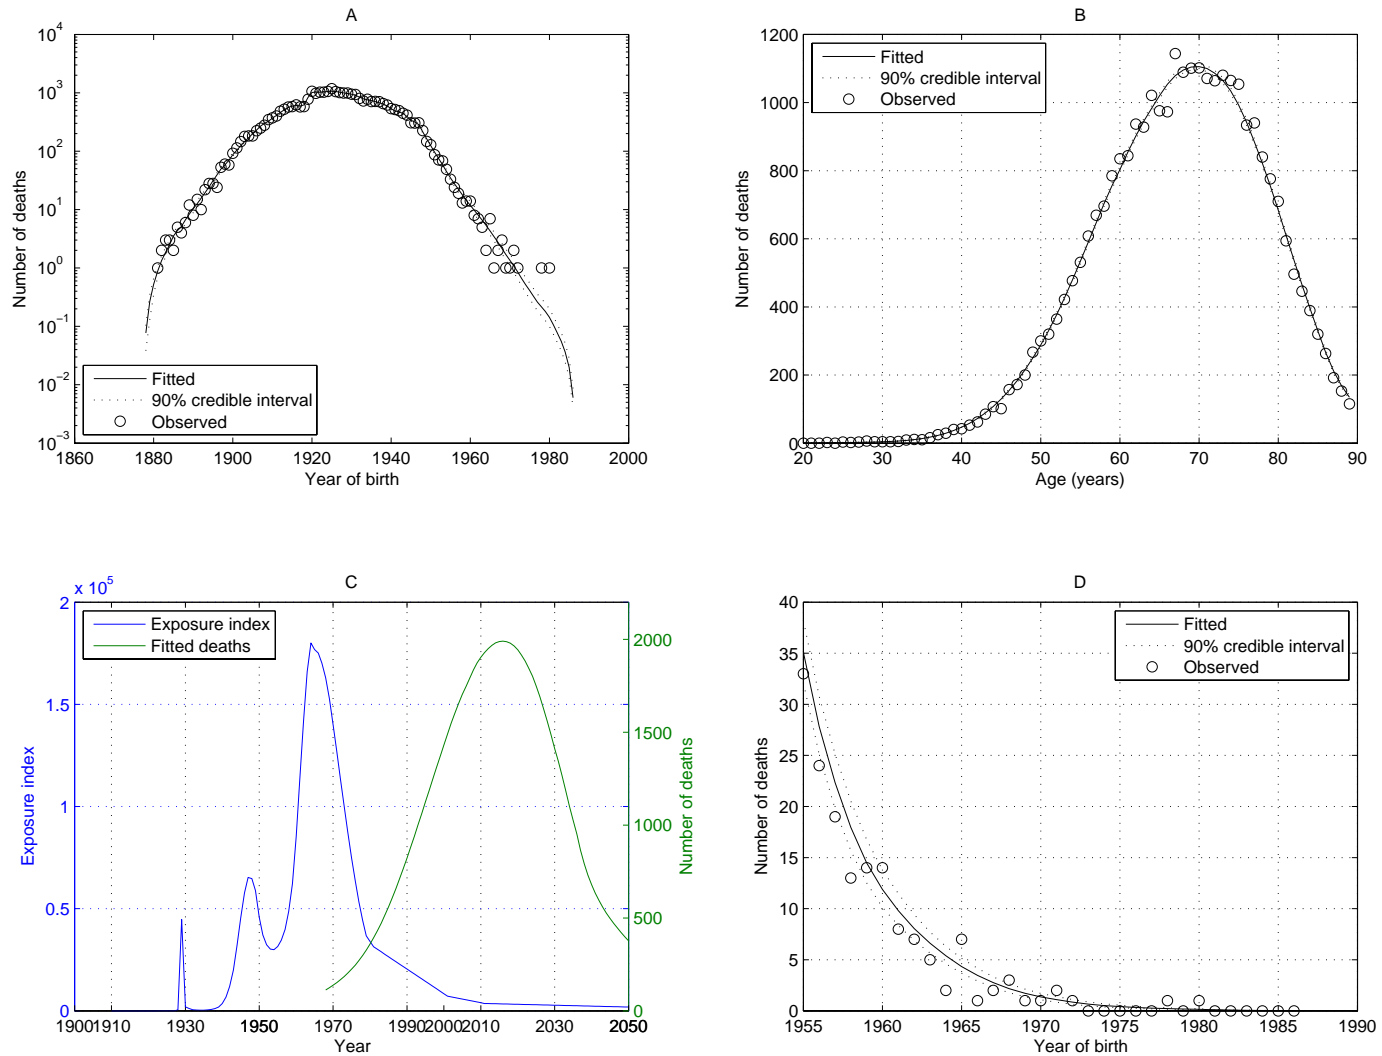 A
10^4
10^3
10^2
10^1
10^0
10^-1
10^-2
10^-3
Number of deaths
Fitted
90% credible interval
Observed
1860 1880 1900 1920 1940 1960 1980 2000
Year of birth
B
1200
1000
800
600
400
200
0
Number of deaths
Fitted
90% credible interval
Observed
20 30 40 50 60 70 80 90
Age (years)
C
x 10^5
2
1.5
1
0.5
0
Exposure index
Exposure index
Fitted deaths
2000
1500
1000
500
0
Number of deaths
1900 1910 1930 1950 1970 1990 2000 2010 2030 2050
Year
D
40
35
30
25
20
15
10
5
0
Number of deaths
Fitted
90% credible interval
Observed
1955 1960 1965 1970 1975 1980 1985 1990
Year of birth